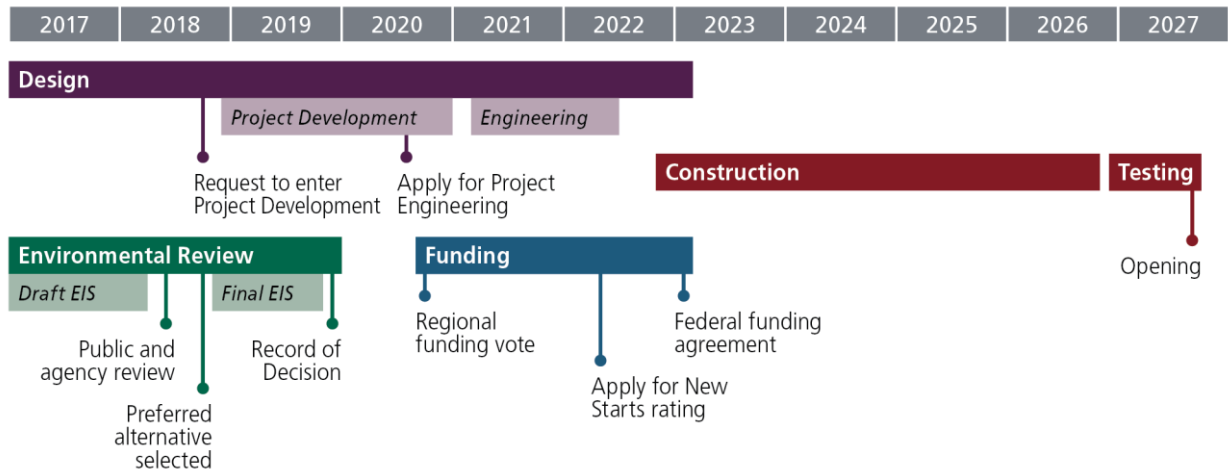 2017 2018 2019 2020 2021 2022 2023 2024 2025 2026 2027
Design
Project Development
Engineering
Request to enter
Project Development
Apply for Project
Engineering
Construction
Testing
Opening
Environmental Review
Draft EIS
Final EIS
Public and
agency review
Preferred
alternative
selected
Record of
Decision
Funding
Regional
funding vote
Apply for New
Starts rating
Federal funding
agreement